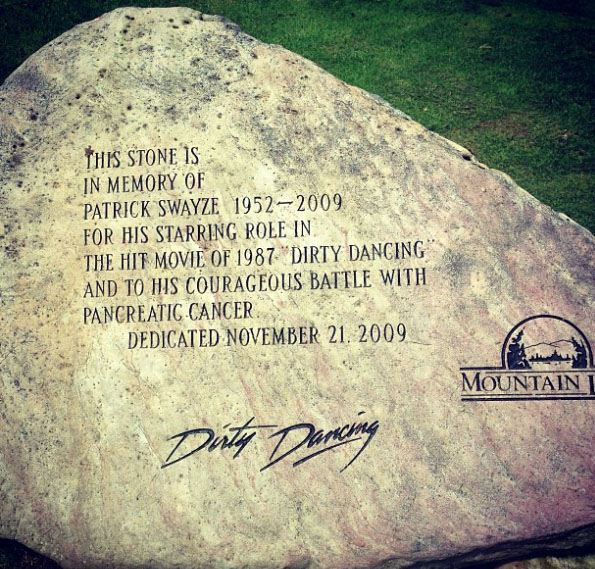 THIS STONE IS
IN MEMORY OF
PATRICK SWAYZE 1952-2009
FOR HIS STARRING ROLE IN
THE HIT MOVIE OF 1987 "DIRTY DANCING"
AND TO HIS COURAGEOUS BATTLE WITH
PANCREATIC CANCER
DEDICATED NOVEMBER 21, 2009
MOUNTAIN
Dirty Dancing